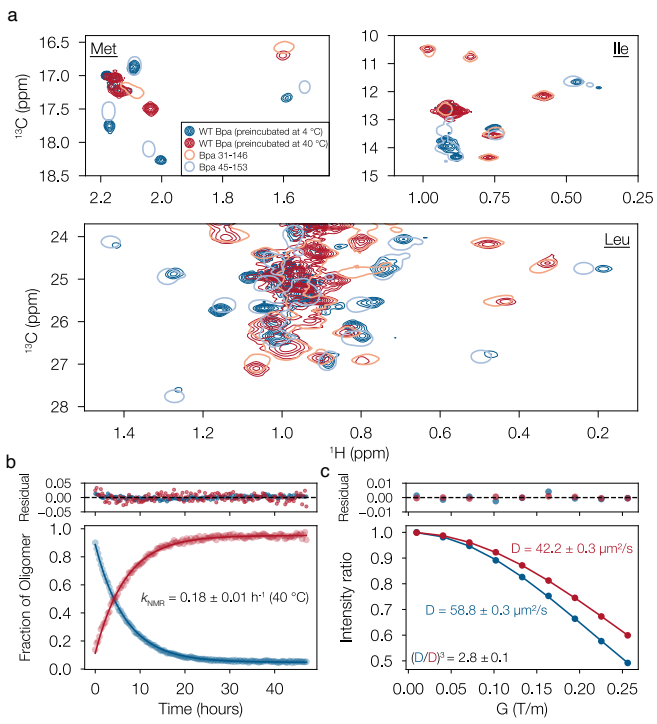 a
Met
16.5
17.0
17.5
18.0
18.5
¹³C (ppm)
2.2
2.0
1.8
1.6
WT Bpa (preincubated at 4 °C)
WT Bpa (preincubated at 40 °C)
Bpa 31-146
Bpa 45-153
Ile
10
11
12
13
14
15
1.00
0.75
0.50
0.25
Leu
24
25
26
27
28
¹³C (ppm)
1.4
1.2
1.0
0.8
0.6
0.4
0.2
¹H (ppm)
b
Residual
0.05
0.00
−0.05
Fraction of Oligomer
1.0
0.8
0.6
0.4
0.2
0.0
k_NMR = 0.18 ± 0.01 h⁻¹ (40 °C)
0
10
20
30
40
Time (hours)
c
Residual
0.01
0.00
−0.01
Intensity ratio
1.0
0.9
0.8
0.7
0.6
0.5
D = 42.2 ± 0.3 μm²/s
D = 58.8 ± 0.3 μm²/s
(D/D)³ = 2.8 ± 0.1
0.00
0.05
0.10
0.15
0.20
0.25
G (T/m)